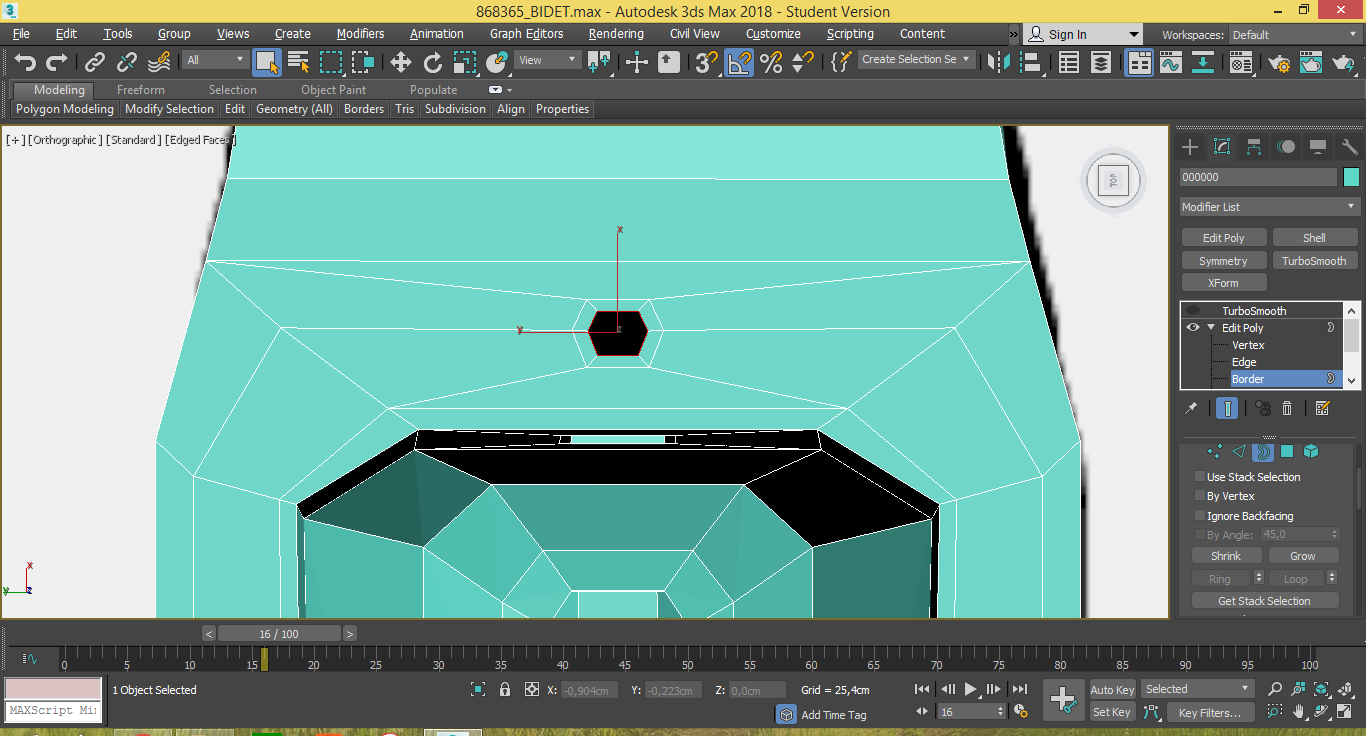 868365_BIDET.max - Autodesk 3ds Max 2018 - Student Version
File Edit Tools Group Views Create Modifiers Animation Graph Editors Rendering Civil View Customize Scripting Content » Sign In Workspaces: Default
All View Create Selection Se
Modeling Freeform Selection Object Paint Populate
Polygon Modeling Modify Selection Edit Geometry (All) Borders Tris Subdivision Align Properties
[+] [Orthographic] [Standard] [Edged Faces]
TOP
000000
Modifier List
Edit Poly Shell
Symmetry TurboSmooth
XForm
TurboSmooth
Edit Poly
Vertex
Edge
Border
Use Stack Selection
By Vertex
Ignore Backfacing
By Angle: 45,0
Shrink Grow
Ring Loop
Get Stack Selection
x
y
z
x
y
z
< 16 / 100 >
0 5 10 15 20 25 30 35 40 45 50 55 60 65 70 75 80 85 90 95 100
1 Object Selected X: -0,904cm Y: -0,223cm Z: 0,0cm Grid = 25,4cm Auto Key Selected
MAXScript Mi
Add Time Tag 16 Set Key Key Filters...